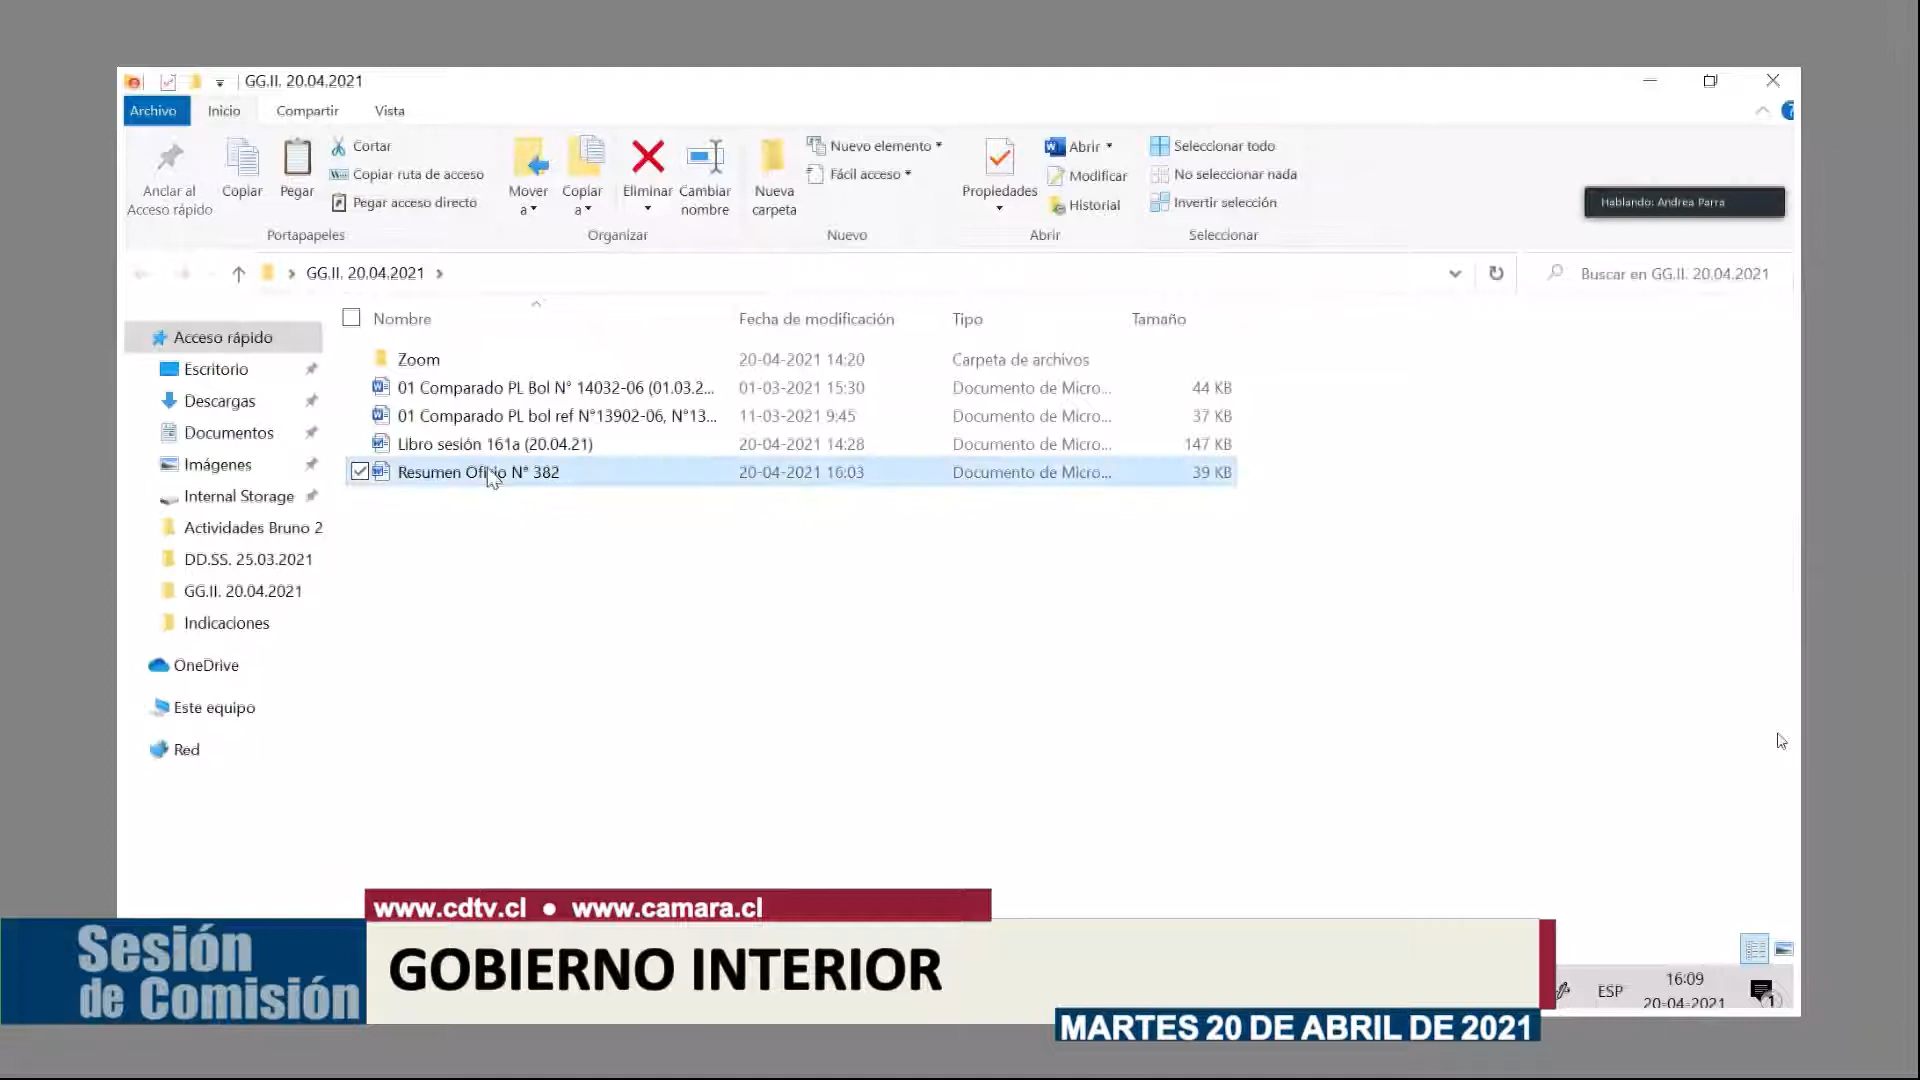 GG.II. 20.04.2021
Archivo Inicio Compartir Vista
Anclar al
Acceso rápido
Copiar
Pegar
Cortar
Copiar ruta de acceso
Pegar acceso directo
Portapapeles
Mover
a
Copiar
a
Eliminar
Cambiar
nombre
Organizar
Nueva
carpeta
Nuevo elemento
Fácil acceso
Nuevo
Propiedades
Abrir
Modificar
Historial
Abrir
Seleccionar todo
No seleccionar nada
Invertir selección
Seleccionar
Hablando: Andrea Parra
GG.II. 20.04.2021
Buscar en GG.II. 20.04.2021
Acceso rápido
Escritorio
Descargas
Documentos
Imágenes
Internal Storage
Actividades Bruno 2
DD.SS. 25.03.2021
GG.II. 20.04.2021
Indicaciones
OneDrive
Este equipo
Red
Nombre Fecha de modificación Tipo Tamaño
Zoom 20-04-2021 14:20 Carpeta de archivos
01 Comparado PL Bol N° 14032-06 (01.03.2... 01-03-2021 15:30 Documento de Micro... 44 KB
01 Comparado PL bol ref N°13902-06, N°13... 11-03-2021 9:45 Documento de Micro... 37 KB
Libro sesión 161a (20.04.21) 20-04-2021 14:28 Documento de Micro... 147 KB
Resumen Oficio N° 382 20-04-2021 16:03 Documento de Micro... 39 KB
www.cdtv.cl • www.camara.cl
Sesión
de Comisión
GOBIERNO INTERIOR
MARTES 20 DE ABRIL DE 2021
ESP
16:09
20-04-2021
1